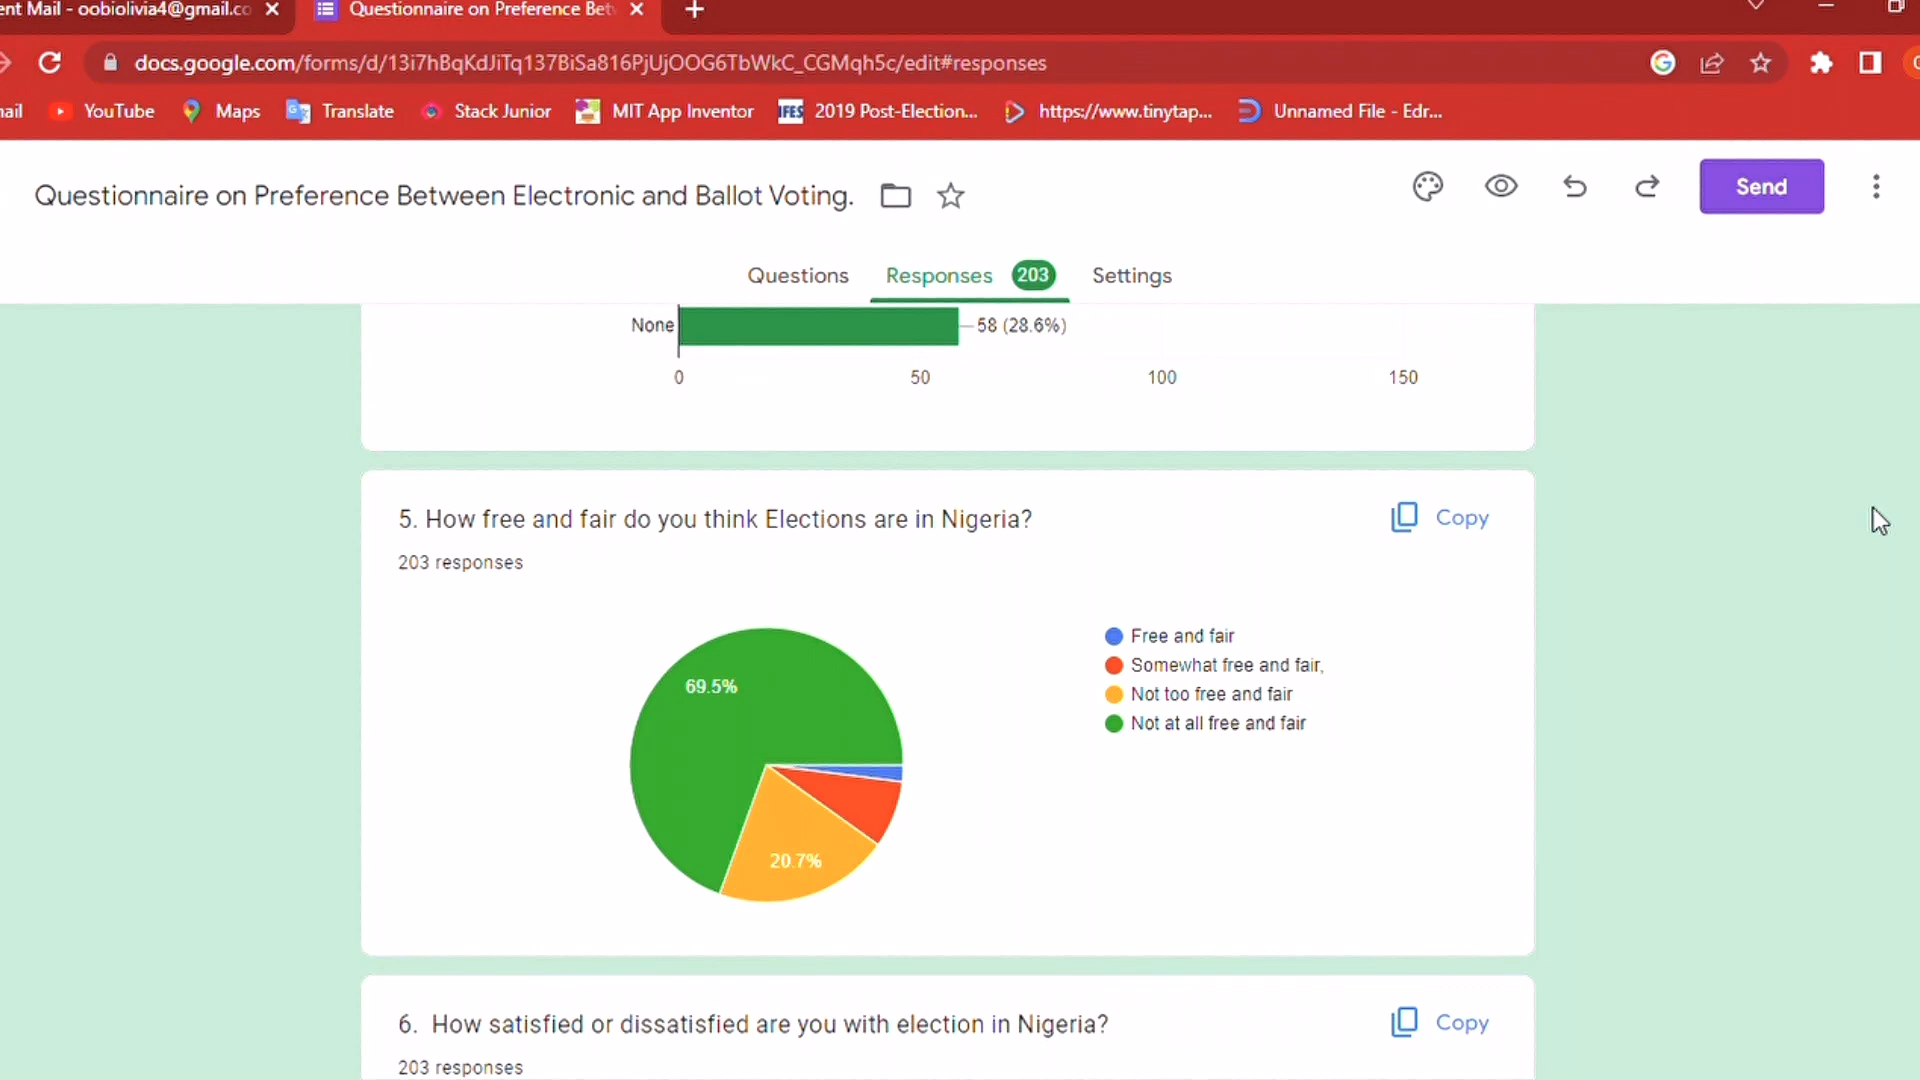 ent Mail - oobiolivia4@gmail.co
Questionnaire on Preference Bet
docs.google.com/forms/d/13i7hBqKdJiTq137BiSa816PjUjOOG6TbWkC_CGMqh5c/edit#responses
ail YouTube Maps Translate Stack Junior MIT App Inventor IFES 2019 Post-Election... https://www.tinytap... Unnamed File - Edr...
Questionnaire on Preference Between Electronic and Ballot Voting.
Send
Questions Responses 203 Settings
None 58 (28.6%)
0 50 100 150
5. How free and fair do you think Elections are in Nigeria?
Copy
203 responses
69.5%
20.7%
Free and fair
Somewhat free and fair,
Not too free and fair
Not at all free and fair
6. How satisfied or dissatisfied are you with election in Nigeria?
Copy
203 responses